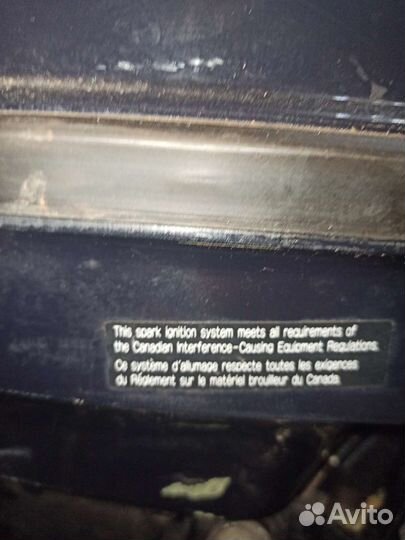 This spark ignition system meets all requirements of
the Canadian Interference-Causing Equipment Regulations.
Ce système d'allumage respecte toutes les exigences
du Règlement sur le matériel brouilleur du Canada.
Avito